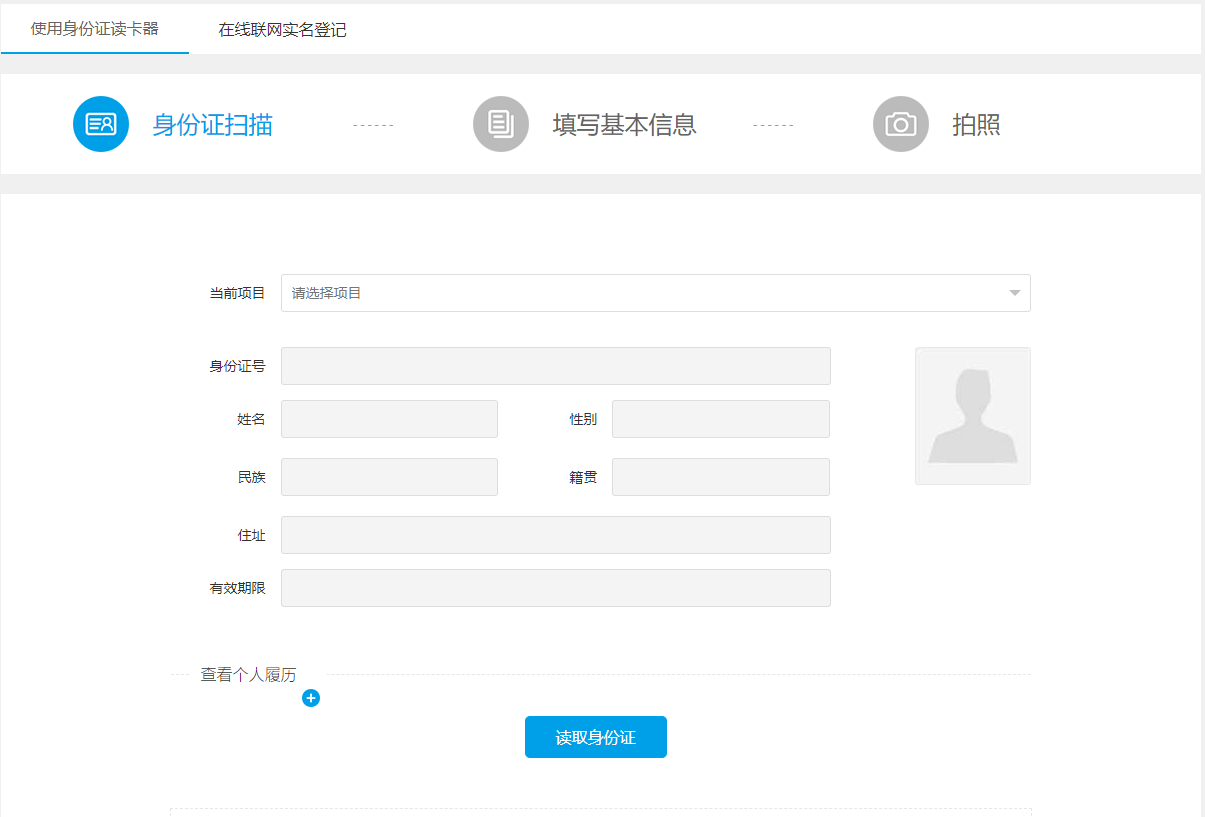 使用身份证读卡器 在线联网实名登记
身份证扫描 ------ 填写基本信息 ------ 拍照
当前项目 请选择项目
身份证号
姓名 性别
民族 籍贯
住址
有效期限
查看个人履历
读取身份证